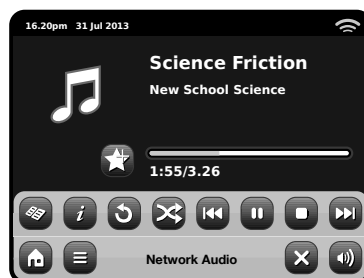 16.20pm 31 Jul 2013
Science Friction
New School Science
1:55/3.26
i
Network Audio